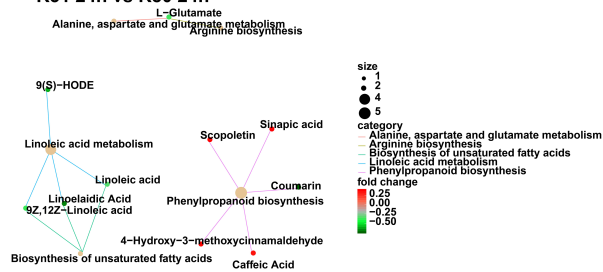 L−Glutamate
Alanine, aspartate and glutamate metabolism
Arginine biosynthesis
9(S)−HODE
Linoleic acid metabolism
Linoleic acid
Linoelaidic Acid
9Z,12Z−Linoleic acid
Biosynthesis of unsaturated fatty acids
Sinapic acid
Scopoletin
Coumarin
Phenylpropanoid biosynthesis
4−Hydroxy−3−methoxycinnamaldehyde
Caffeic Acid
size
1
2
4
5
category
Alanine, aspartate and glutamate metabolism
Arginine biosynthesis
Biosynthesis of unsaturated fatty acids
Linoleic acid metabolism
Phenylpropanoid biosynthesis
fold change
0.25
0.00
−0.25
−0.50